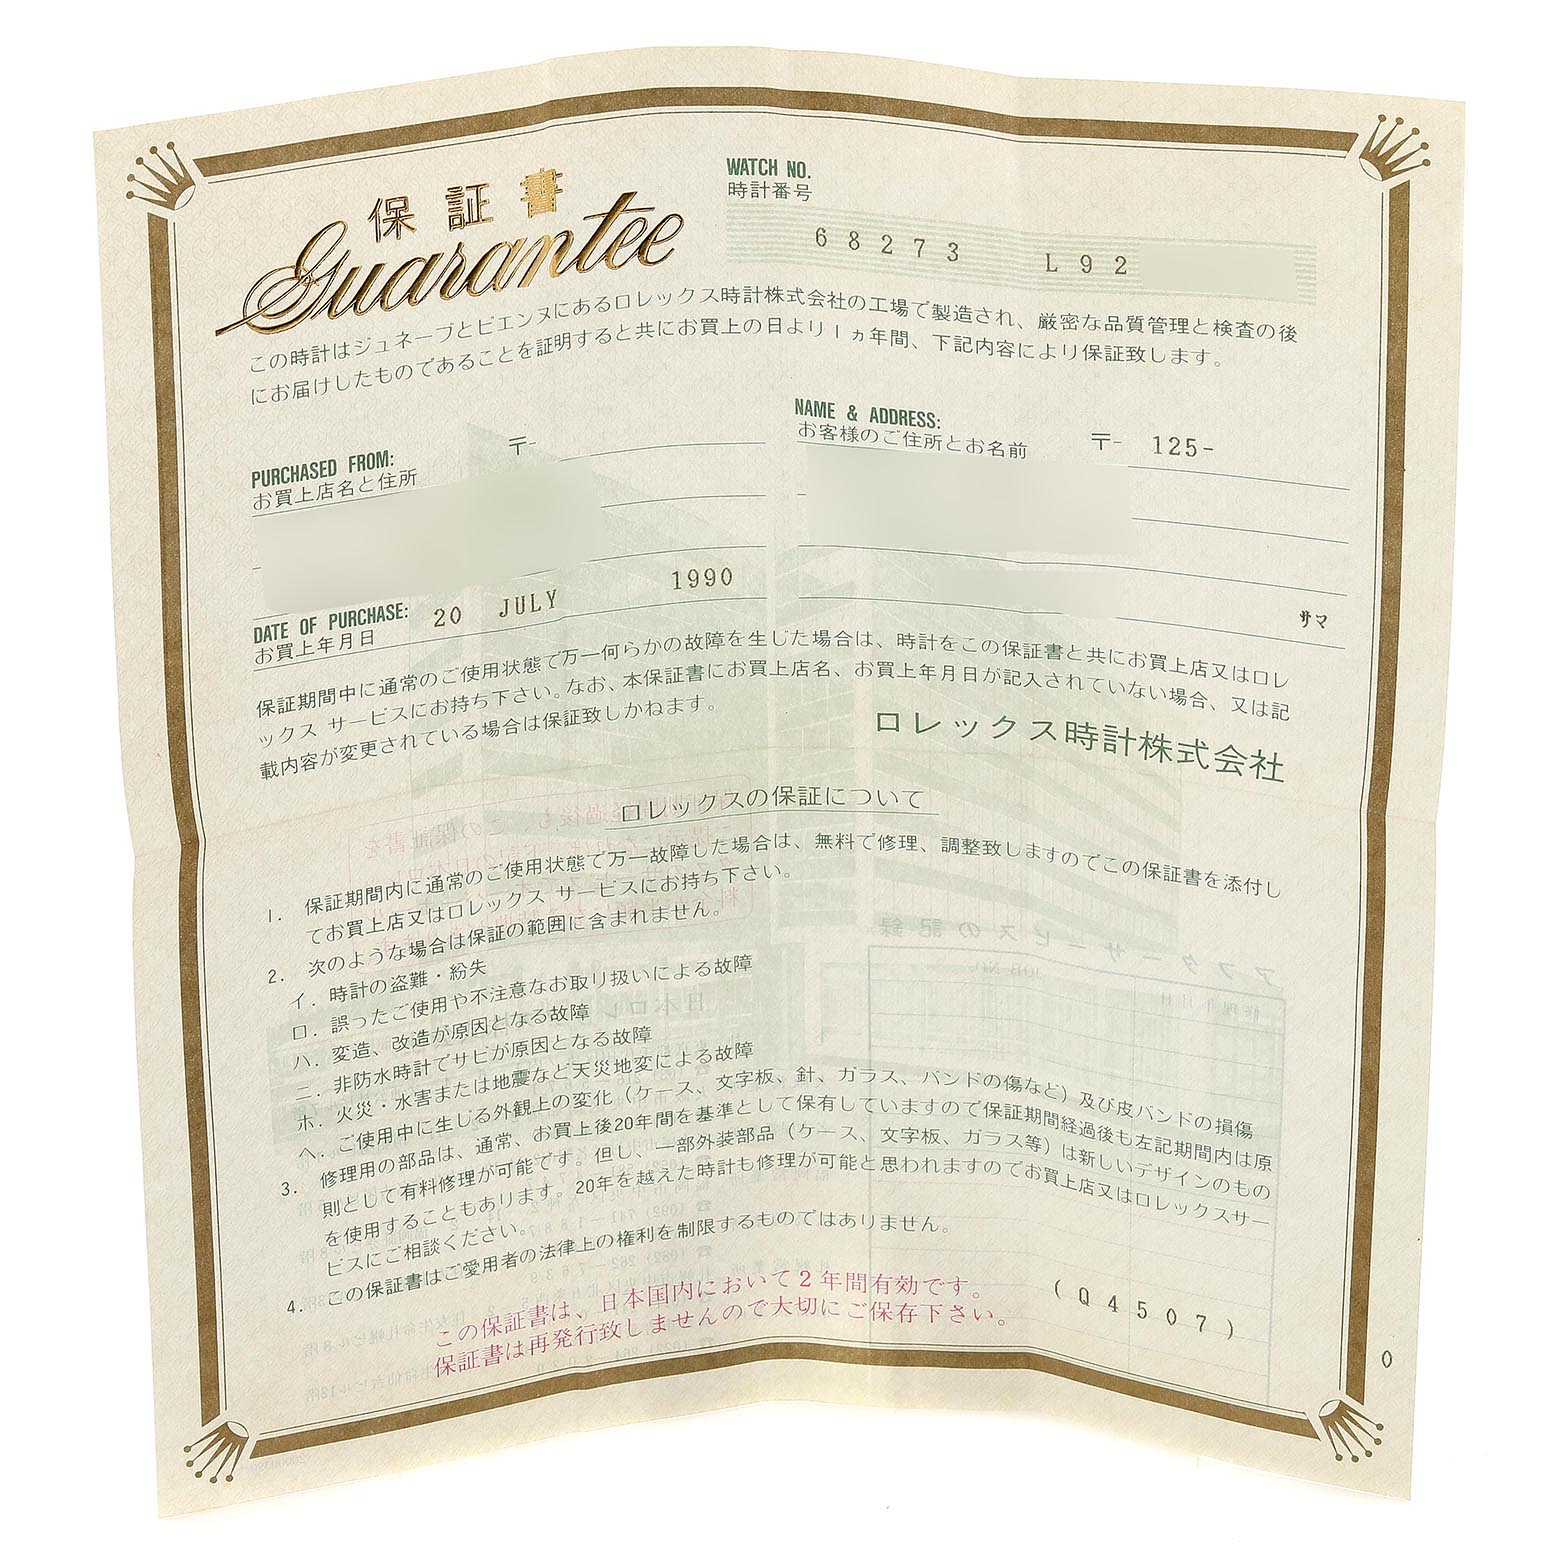 保証書
Guarantee
WATCH NO.
時計番号
68273 L92
この時計はジュネーブとビエンヌにあるロレックス時計株式会社の工場で製造され、厳密な品質管理と検査の後
にお届けしたものであることを証明すると共にお買上の日より1ヵ年間、下記内容により保証致します。
PURCHASED FROM:
お買上店名と住所
〒-
DATE OF PURCHASE:
お買上年月日
20 JULY 1990
NAME & ADDRESS:
お客様のご住所とお名前
〒- 125-
サマ
保証期間中に通常のご使用状態で万一何らかの故障を生じた場合は、時計をこの保証書と共にお買上店又はロレ
ックス サービスにお持ち下さい。なお、本保証書にお買上店名、お買上年月日が記入されていない場合、又は記
載内容が変更されている場合は保証致しかねます。
ロレックス時計株式会社
ロレックスの保証について
1. 保証期間内に通常のご使用状態で万一故障した場合は、無料で修理、調整致しますのでこの保証書を添付し
てお買上店又はロレックス サービスにお持ち下さい。
2. 次のような場合は保証の範囲に含まれません。
イ. 時計の盗難・紛失
ロ. 誤ったご使用や不注意なお取り扱いによる故障
ハ. 変造、改造が原因となる故障
ニ. 非防水時計でサビが原因となる故障
ホ. 火災・水害または地震など天災地変による故障
ヘ. ご使用中に生じる外観上の変化（ケース、文字板、針、ガラス、バンドの傷など）及び皮バンドの損傷
3. 修理用の部品は、通常、お買上後20年間を基準として保有していますので保証期間経過後も左記期間内は原
則として有料修理が可能です。但し、一部外装部品（ケース、文字板、ガラス等）は新しいデザインのもの
を使用することもあります。20年を越えた時計も修理が可能と思われますのでお買上店又はロレックスサー
ビスにご相談ください。
4. この保証書はご愛用者の法律上の権利を制限するものではありません。
この保証書は、日本国内において2年間有効です。
保証書は再発行致しませんので大切にご保存下さい。
(Q4507)
0